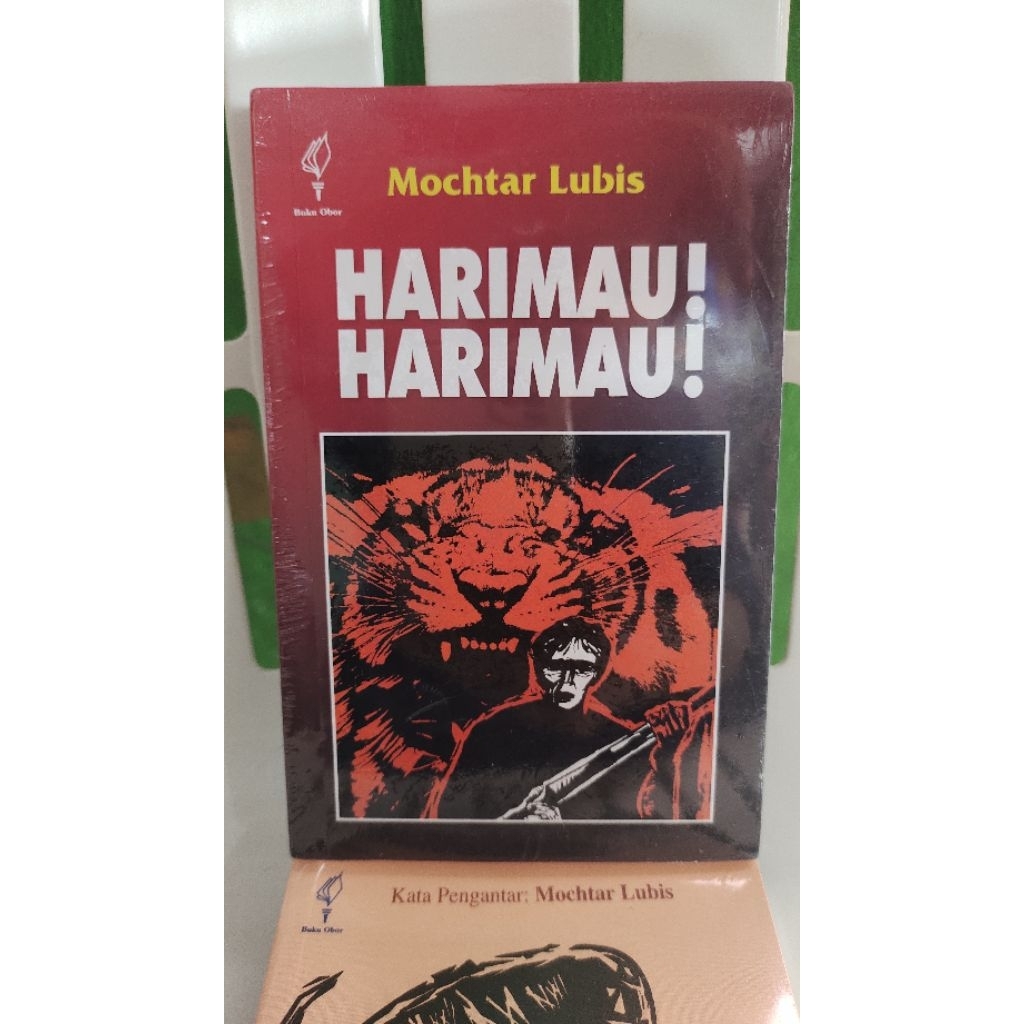 Buku Obor
Mochtar Lubis
HARIMAU!
HARIMAU!
Buku Obor
Kata Pengantar: Mochtar Lubis